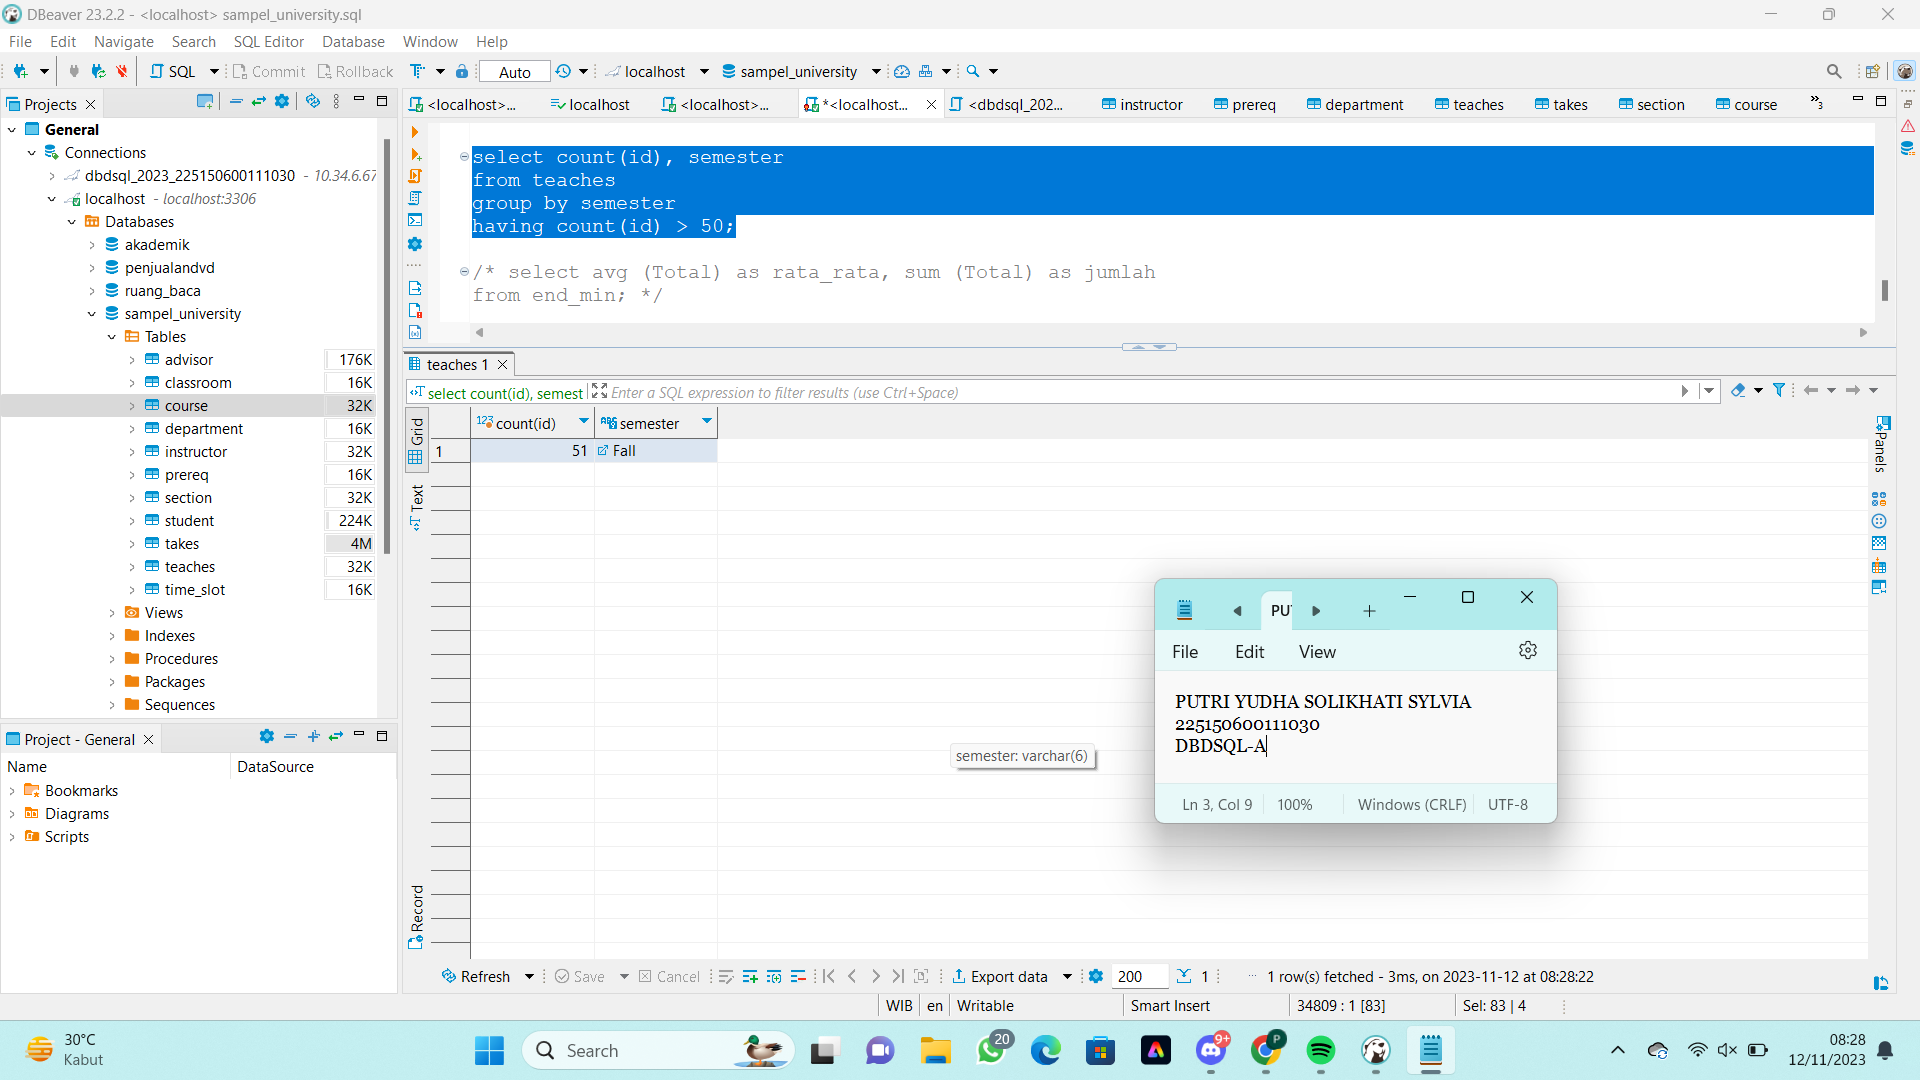 DBeaver 23.2.2 - <localhost> sampel_university.sql
File Edit Navigate Search SQL Editor Database Window Help
SQL Commit Rollback Auto localhost sampel_university
Projects
General
Connections
dbdsql_2023_225150600111030 - 10.34.6.67
localhost - localhost:3306
Databases
akademik
penjualandvd
ruang_baca
sampel_university
Tables
advisor 176K
classroom 16K
course 32K
department 16K
instructor 32K
prereq 16K
section 32K
student 224K
takes 4M
teaches 32K
time_slot 16K
Views
Indexes
Procedures
Packages
Sequences
Project - General
Name DataSource
Bookmarks
Diagrams
Scripts
<localhost>... localhost <localhost>... *<localhost... <dbdsql_202... instructor prereq department teaches takes section course »3
select count(id), semester
from teaches
group by semester
having count(id) > 50;
/* select avg (Total) as rata_rata, sum (Total) as jumlah
from end_min; */
teaches 1
select count(id), semest Enter a SQL expression to filter results (use Ctrl+Space)
Grid
Text
Record
123 count(id) ABC semester
1 51 Fall
Panels
semester: varchar(6)
PU
File Edit View
PUTRI YUDHA SOLIKHATI SYLVIA
225150600111030
DBDSQL-A
Ln 3, Col 9 100% Windows (CRLF) UTF-8
Refresh Save Cancel Export data 200 1 ... 1 row(s) fetched - 3ms, on 2023-11-12 at 08:28:22
WIB en Writable Smart Insert 34809 : 1 [83] Sel: 83 | 4
30°C
Kabut
Search
20
9+
P
08:28
12/11/2023